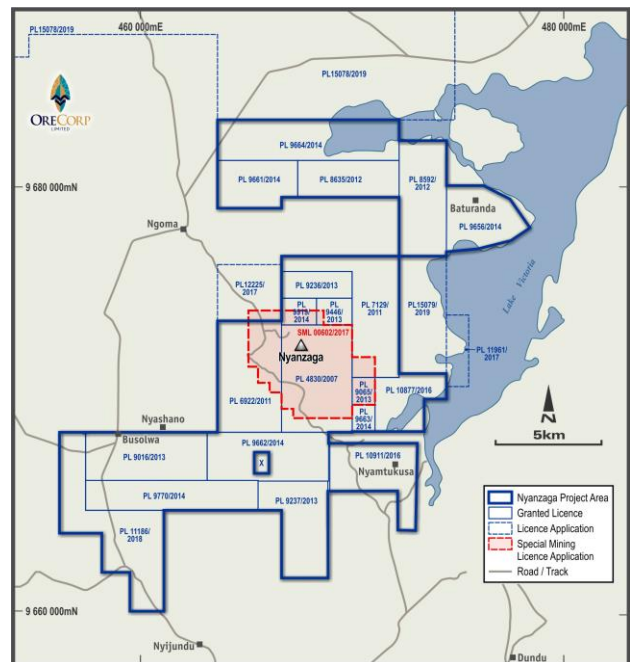 460 000mE
480 000mE
PL15078/2019
PL15078/2019
ORECORP
LIMITED
PL 9664/2014
PL 9661/2014
PL 8635/2012
PL 8592/
2012
9 680 000mN
Baturanda
PL 9656/2014
Ngoma
Lake Victoria
PL12225/
2017
PL 9236/2013
PL 7129/
2011
PL15079/
2019
PL
9446/
2013
2014
SML 00602/2017
Nyanzaga
PL 11961/
2017
PL 4830/2007
PL
9065/
2013
PL 10877/2016
PL 6922/2011
PL
9663/
2014
N
5km
Nyashano
Busolwa
PL 9016/2013
PL 9662/2014
X
PL 10911/2016
Nyamtukusa
PL 9770/2014
PL 9237/2013
PL 11186/
2018
Nyanzaga Project Area
Granted Licence
Licence Application
Special Mining
Licence Application
Road / Track
9 660 000mN
Nyijundu
Dundu